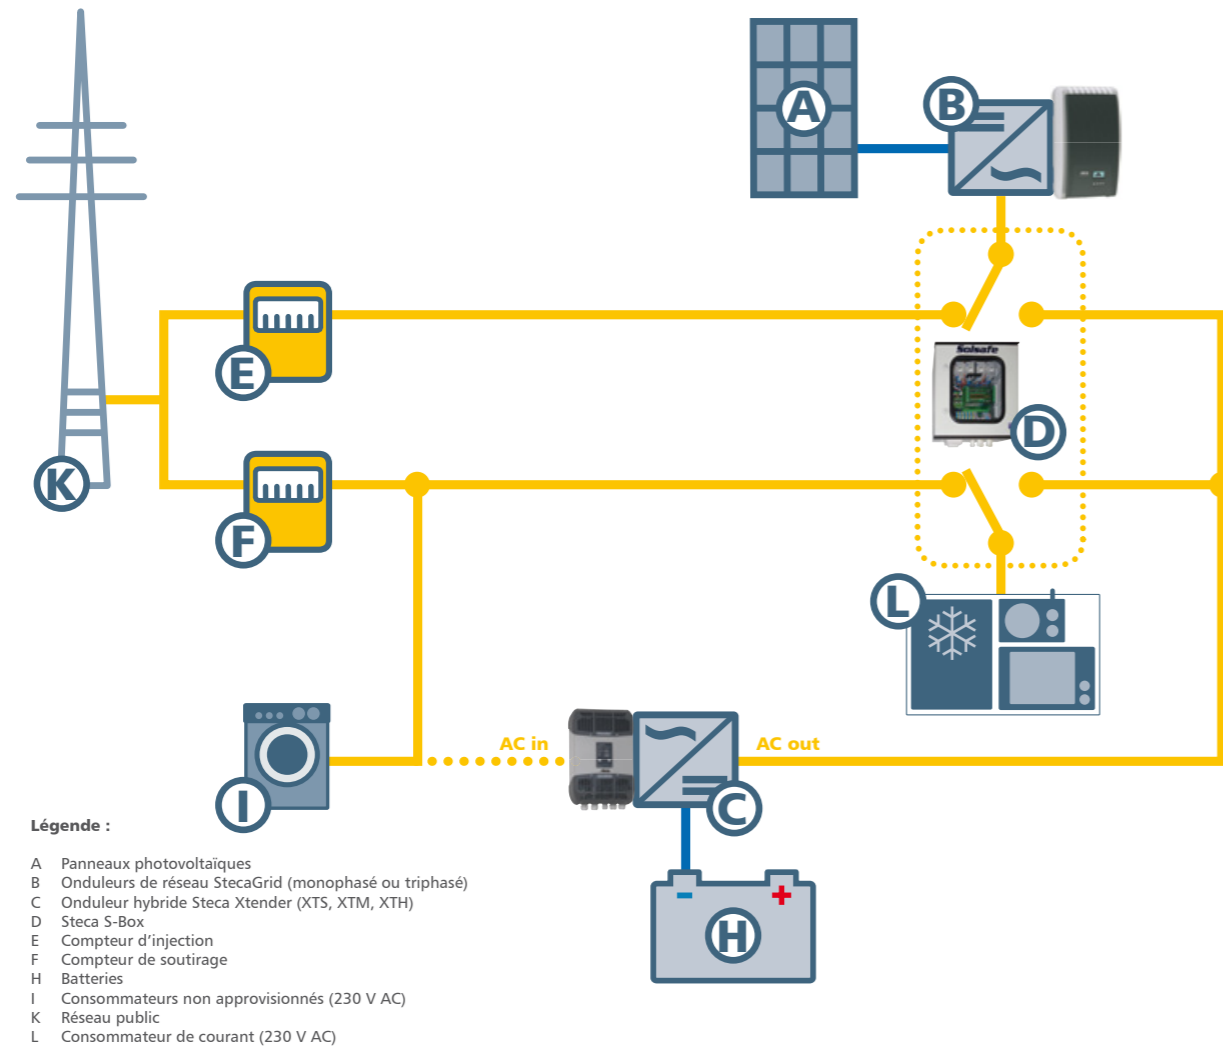 A
B
E
Solsafe
D
K
F
L
AC in
AC out
I
C
H
Légende :
A Panneaux photovoltaïques
B Onduleurs de réseau StecaGrid (monophasé ou triphasé)
C Onduleur hybride Steca Xtender (XTS, XTM, XTH)
D Steca S-Box
E Compteur d’injection
F Compteur de soutirage
H Batteries
I Consommateurs non approvisionnés (230 V AC)
K Réseau public
L Consommateur de courant (230 V AC)